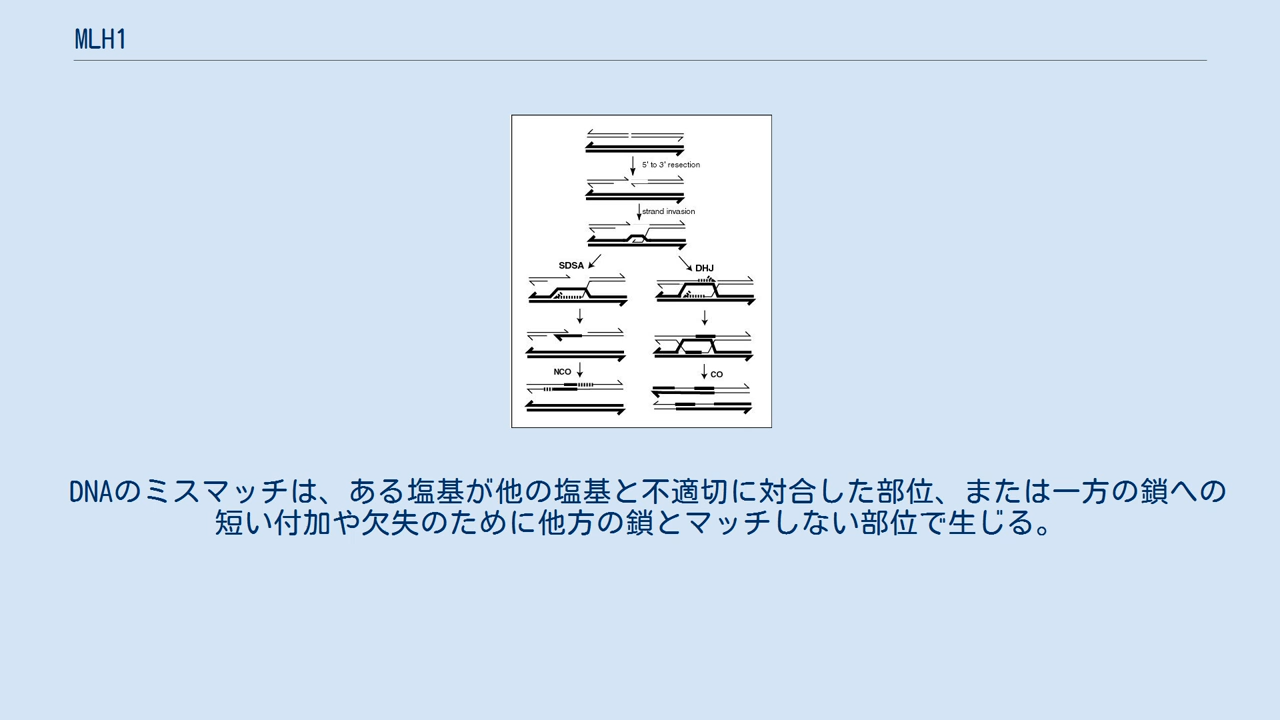 MLH1
5' to 3' resection
strand invasion
SDSA
DHJ
NCO
CO
DNAのミスマッチは、ある塩基が他の塩基と不適切に対合した部位、または一方の鎖への
短い付加や欠失のために他方の鎖とマッチしない部位で生じる。